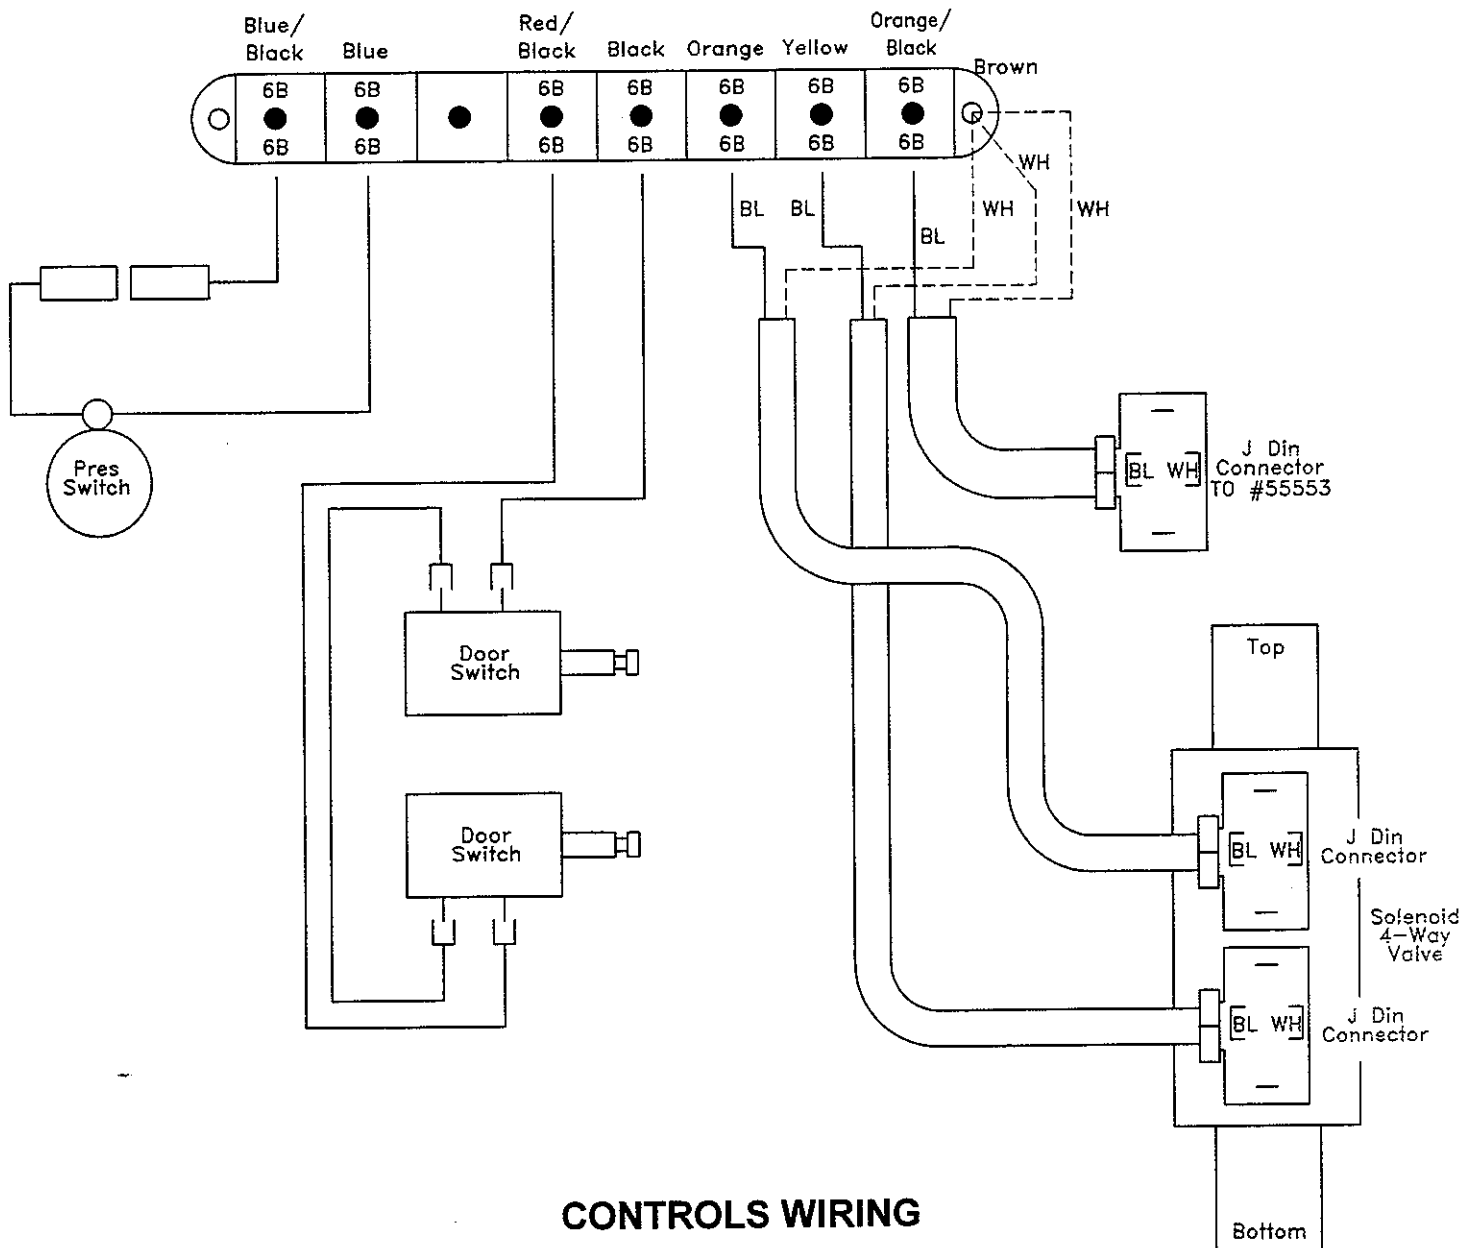 Blue/
Black
Blue
Red/
Black
Black
Orange
Yellow
Orange/
Black
Brown
6B 6B 6B 6B 6B 6B 6B
6B 6B 6B 6B 6B 6B 6B
WH
BL BL WH WH
BL
Pres
Switch
BL WH
J Din
Connector
TO #55553
Door
Switch
Top
Door
Switch
BL WH
J Din
Connector
Solenoid
4-Way
Valve
BL WH
J Din
Connector
CONTROLS WIRING
Bottom